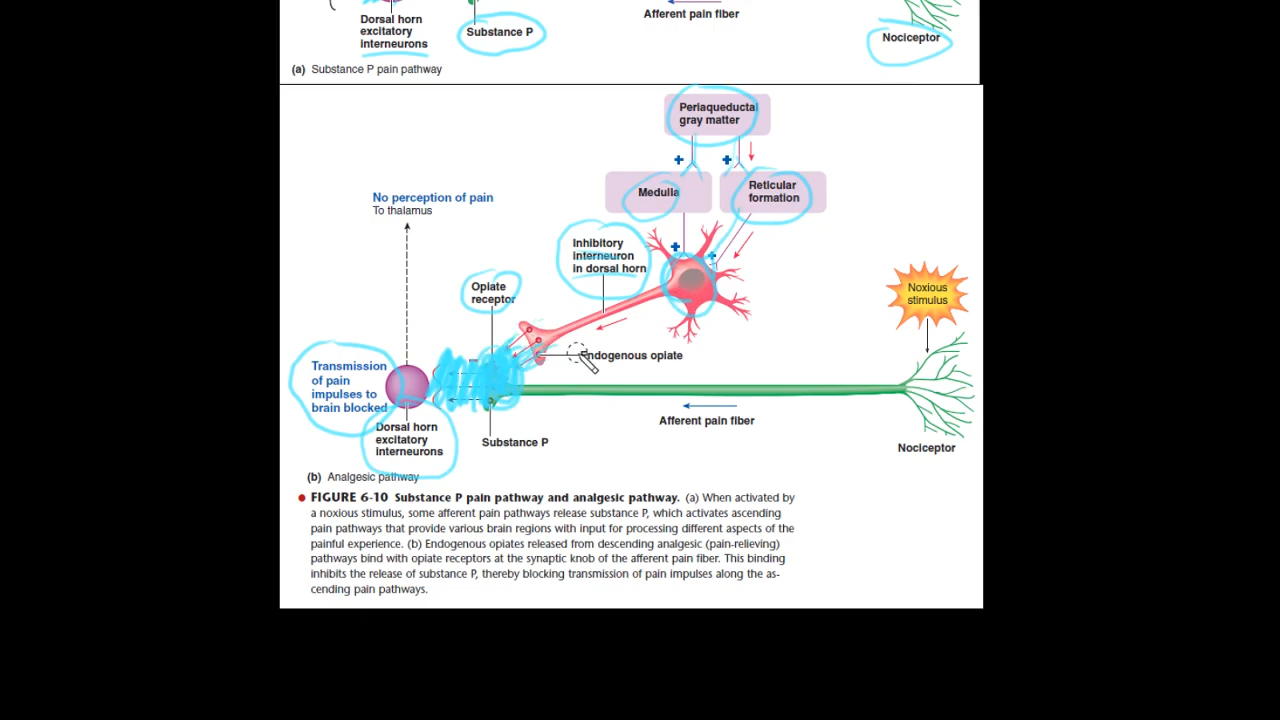 Afferent pain fiber
Dorsal horn
excitatory
interneurons
Substance P
Nociceptor
(a) Substance P pain pathway
Periaqueductal
gray matter
+ +
Medulla
Reticular
formation
No perception of pain
To thalamus
Inhibitory
interneuron
in dorsal horn
+
+
Opiate
receptor
Noxious
stimulus
Endogenous opiate
Transmission
of pain
impulses to
brain blocked
Afferent pain fiber
Dorsal horn
excitatory
interneurons
Substance P
Nociceptor
(b) Analgesic pathway
● FIGURE 6-10 Substance P pain pathway and analgesic pathway. (a) When activated by
a noxious stimulus, some afferent pain pathways release substance P, which activates ascending
pain pathways that provide various brain regions with input for processing different aspects of the
painful experience. (b) Endogenous opiates released from descending analgesic (pain-relieving)
pathways bind with opiate receptors at the synaptic knob of the afferent pain fiber. This binding
inhibits the release of substance P, thereby blocking transmission of pain impulses along the as-
cending pain pathways.